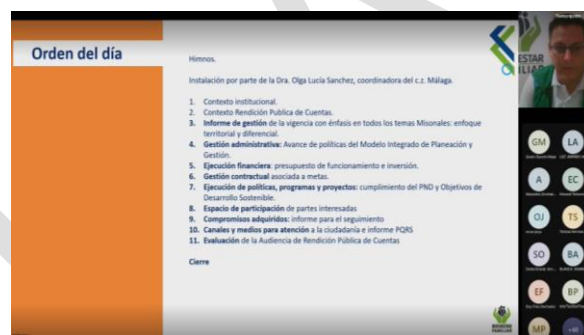 Orden del día
Himnos.
Instalación por parte de la Dra. Olga Lucía Sanchez, coordinadora del c.z. Málaga.
1. Contexto institucional.
2. Contexto Rendición Publica de Cuentas.
3. Informe de gestión de la vigencia con énfasis en todos los temas Misonales: enfoque
territorial y diferencial.
4. Gestión administrativa: Avance de políticas del Modelo Integrado de Planeación y
Gestión.
5. Ejecución financiera: presupuesto de funcionamiento e inversión.
6. Gestión contractual asociada a metas.
7. Ejecución de políticas, programas y proyectos: cumplimiento del PND y Objetivos de
Desarrollo Sostenible.
8. Espacio de participación de partes interesadas
9. Compromisos adquiridos: informe para el seguimiento
10. Canales y medios para atención a la ciudadanía e informe PQRS
11. Evaluación de la Audiencia de Rendición Pública de Cuentas
Cierre
BIENESTAR
FAMILIAR
ESTAR
ILIAR
GM LA
A EC
OJ TS
SO BA
EF BP
MP +40